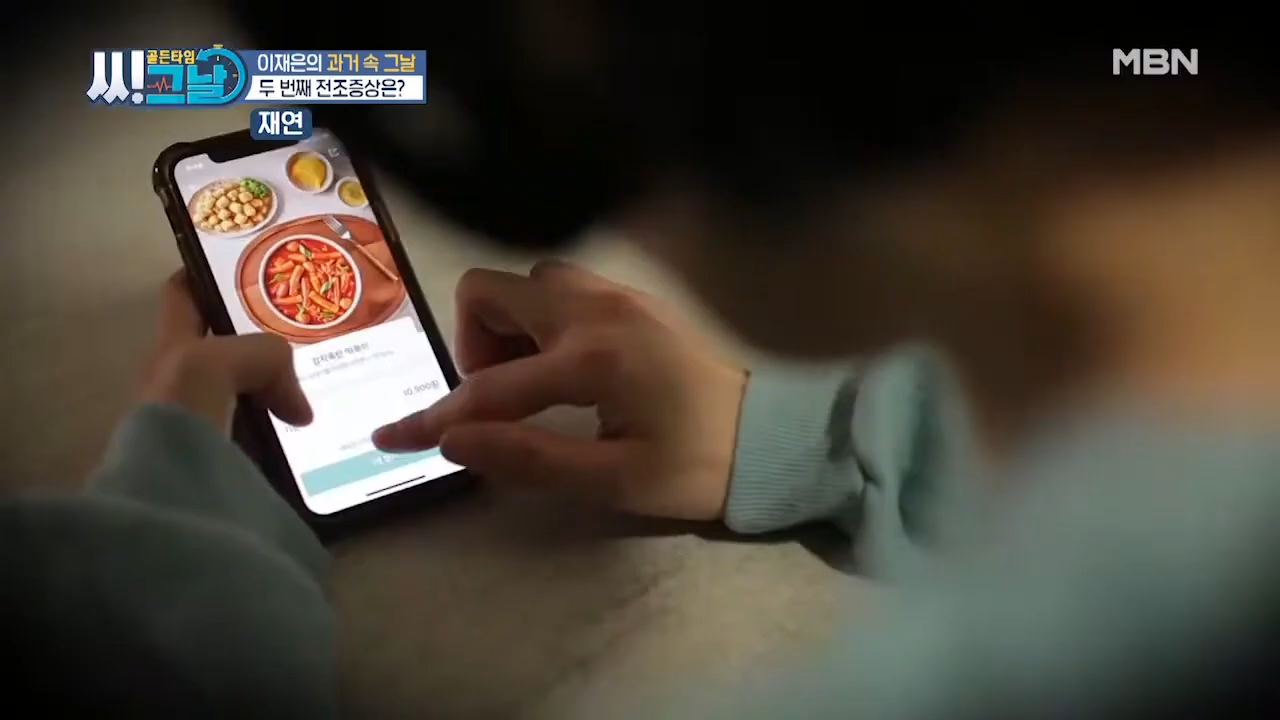 골든타임
씨!그날
이재은의 과거 속 그날
두 번째 전조증상은?
재연
MBN
10,900원